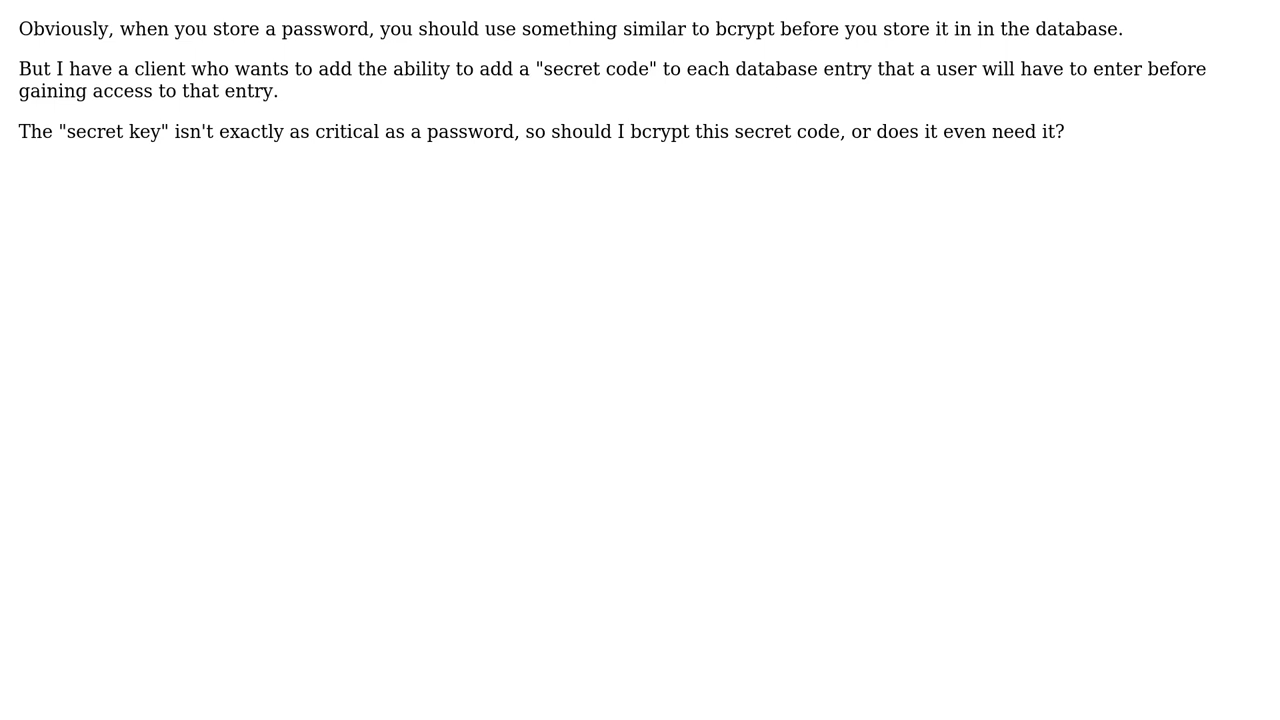 Obviously, when you store a password, you should use something similar to bcrypt before you store it in in the database.
But I have a client who wants to add the ability to add a "secret code" to each database entry that a user will have to enter before
gaining access to that entry.
The "secret key" isn't exactly as critical as a password, so should I bcrypt this secret code, or does it even need it?